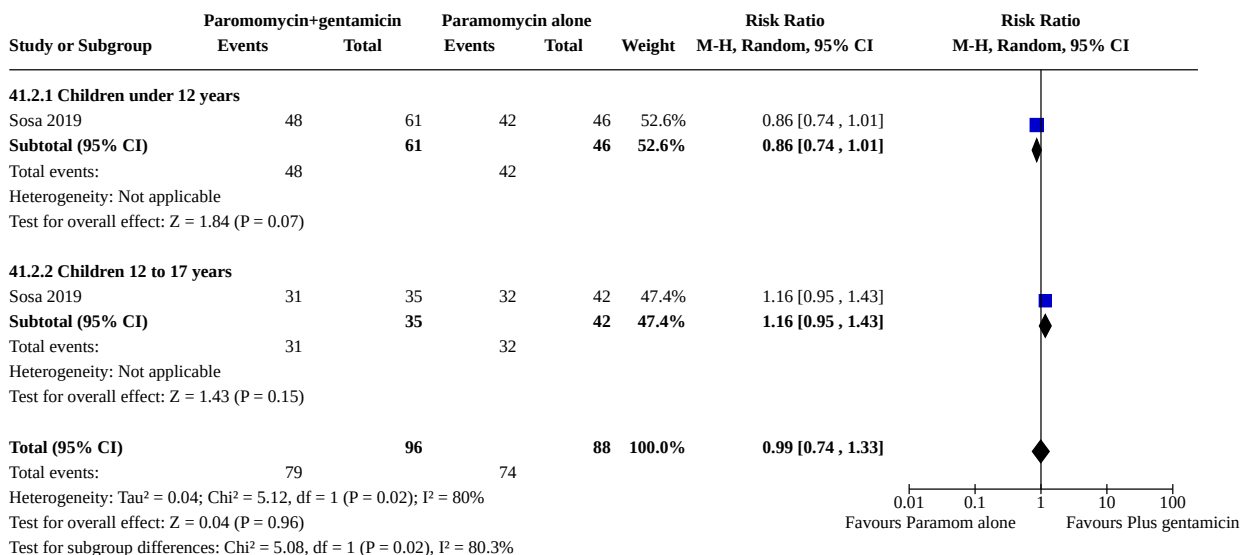 Paromomycin+gentamicin Paramomycin alone Risk Ratio Risk Ratio
Study or Subgroup Events Total Events Total Weight M-H, Random, 95% CI M-H, Random, 95% CI
41.2.1 Children under 12 years
Sosa 2019 48 61 42 46 52.6% 0.86 [0.74 , 1.01]
Subtotal (95% CI) 61 46 52.6% 0.86 [0.74 , 1.01]
Total events: 48 42
Heterogeneity: Not applicable
Test for overall effect: Z = 1.84 (P = 0.07)
41.2.2 Children 12 to 17 years
Sosa 2019 31 35 32 42 47.4% 1.16 [0.95 , 1.43]
Subtotal (95% CI) 35 42 47.4% 1.16 [0.95 , 1.43]
Total events: 31 32
Heterogeneity: Not applicable
Test for overall effect: Z = 1.43 (P = 0.15)
Total (95% CI) 96 88 100.0% 0.99 [0.74 , 1.33]
Total events: 79 74
Heterogeneity: Tau² = 0.04; Chi² = 5.12, df = 1 (P = 0.02); I² = 80%
0.01 0.1 1 10 100
Test for overall effect: Z = 0.04 (P = 0.96) Favours Paramom alone Favours Plus gentamicin
Test for subgroup differences: Chi² = 5.08, df = 1 (P = 0.02), I² = 80.3%